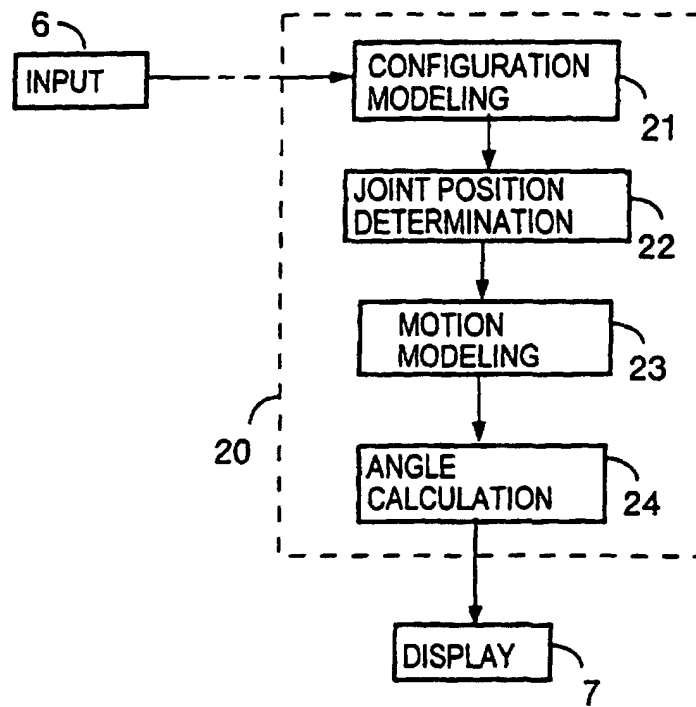 6
INPUT
CONFIGURATION
MODELING
21
JOINT POSITION
DETERMINATION
22
MOTION
MODELING
23
20
ANGLE
CALCULATION
24
DISPLAY
7